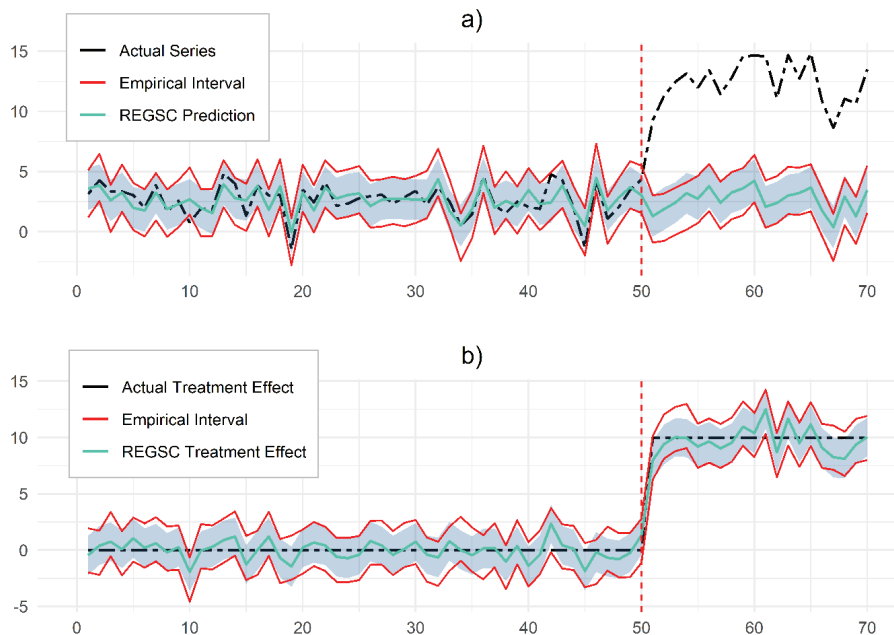 a)
Actual Series
Empirical Interval
REGSC Prediction
15
10
5
0
0 10 20 30 40 50 60 70
b)
Actual Treatment Effect
Empirical Interval
REGSC Treatment Effect
15
10
5
0
-5
0 10 20 30 40 50 60 70